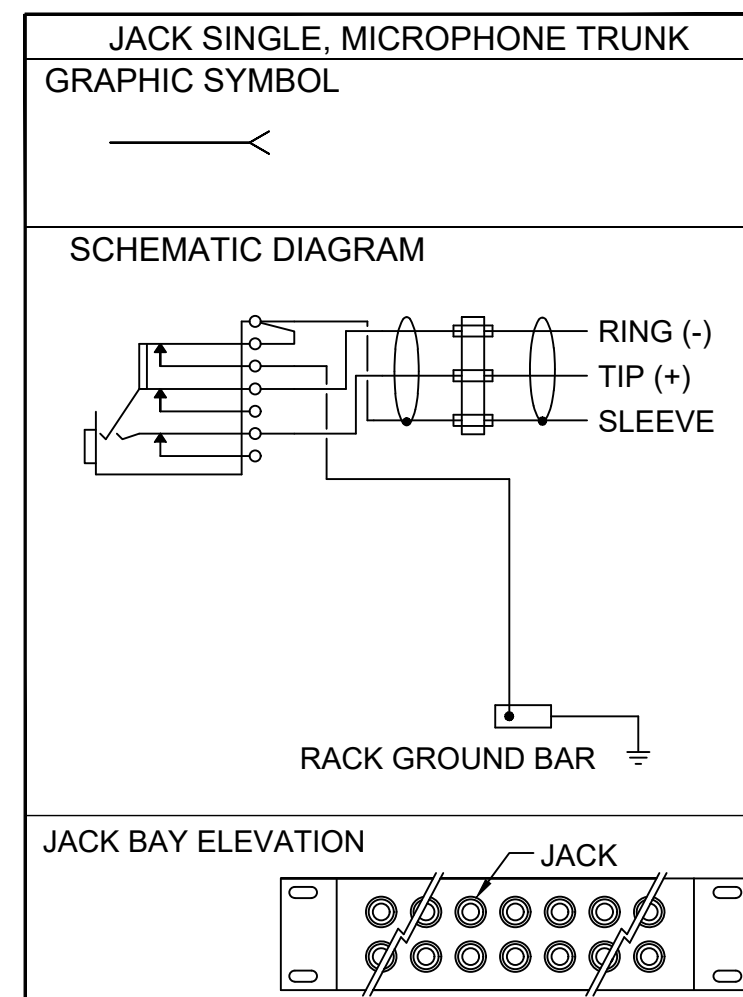 JACK SINGLE, MICROPHONE TRUNK
GRAPHIC SYMBOL
SCHEMATIC DIAGRAM
RING (-)
TIP (+)
SLEEVE
RACK GROUND BAR
JACK BAY ELEVATION
JACK